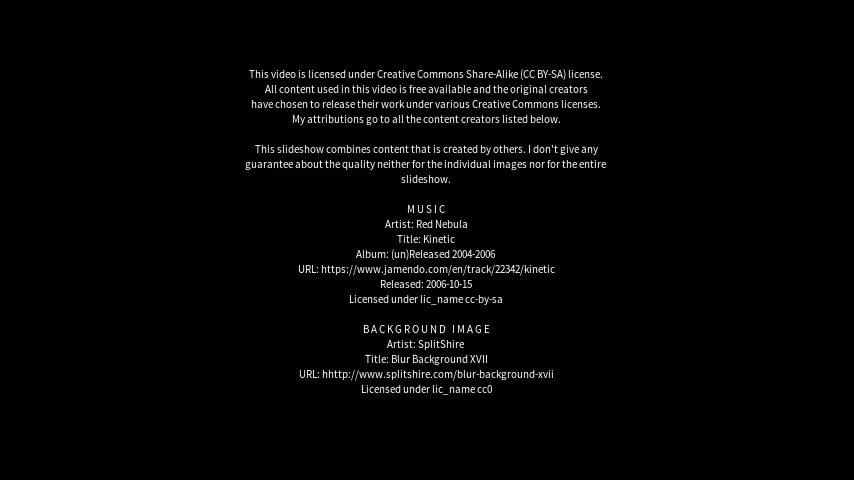 This video is licensed under Creative Commons Share-Alike (CC BY-SA) license.
All content used in this video is free available and the original creators
have chosen to release their work under various Creative Commons licenses.
My attributions go to all the content creators listed below.
This slideshow combines content that is created by others. I don't give any
guarantee about the quality neither for the individual images nor for the entire
slideshow.
MUSIC
Artist: Red Nebula
Title: Kinetic
Album: (un)Released 2004-2006
URL: https://www.jamendo.com/en/track/22342/kinetic
Released: 2006-10-15
Licensed under lic_name cc-by-sa
BACKGROUND IMAGE
Artist: SplitShire
Title: Blur Background XVII
URL: hhttp://www.splitshire.com/blur-background-xvii
Licensed under lic_name cc0